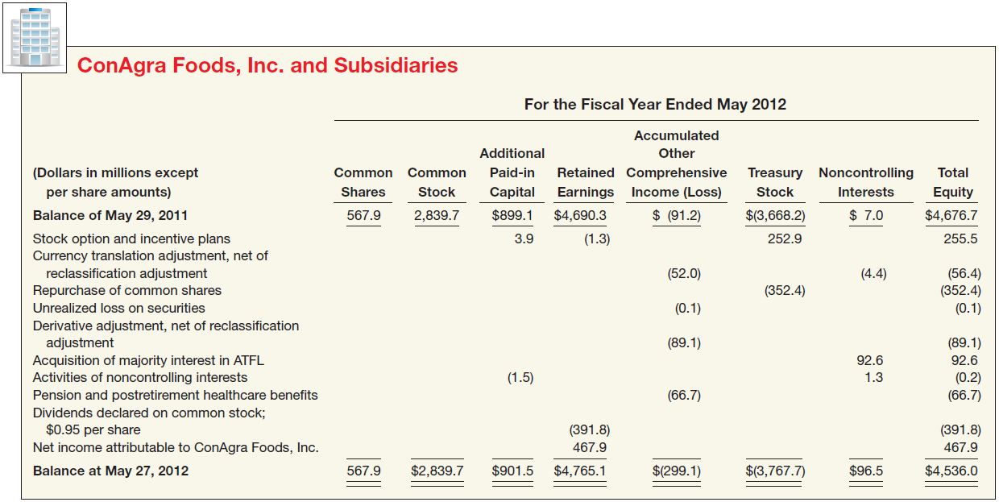 ConAgra Foods, Inc. and Subsidiaries
For the Fiscal Year Ended May 2012
Accumulated
Additional Other
(Dollars in millions except Common Common Paid-in Retained Comprehensive Treasury Noncontrolling Total
per share amounts) Shares Stock Capital Earnings Income (Loss) Stock Interests Equity
Balance of May 29, 2011 567.9 2,839.7 $899.1 $4,690.3 $ (91.2) $(3,668.2) $ 7.0 $4,676.7
Stock option and incentive plans 3.9 (1.3) 252.9 255.5
Currency translation adjustment, net of
reclassification adjustment (52.0) (4.4) (56.4)
Repurchase of common shares (352.4) (352.4)
Unrealized loss on securities (0.1) (0.1)
Derivative adjustment, net of reclassification
adjustment (89.1) (89.1)
Acquisition of majority interest in ATFL 92.6 92.6
Activities of noncontrolling interests (1.5) 1.3 (0.2)
Pension and postretirement healthcare benefits (66.7) (66.7)
Dividends declared on common stock;
$0.95 per share (391.8) (391.8)
Net income attributable to ConAgra Foods, Inc. 467.9 467.9
Balance at May 27, 2012 567.9 $2,839.7 $901.5 $4,765.1 $(299.1) $(3,767.7) $96.5 $4,536.0